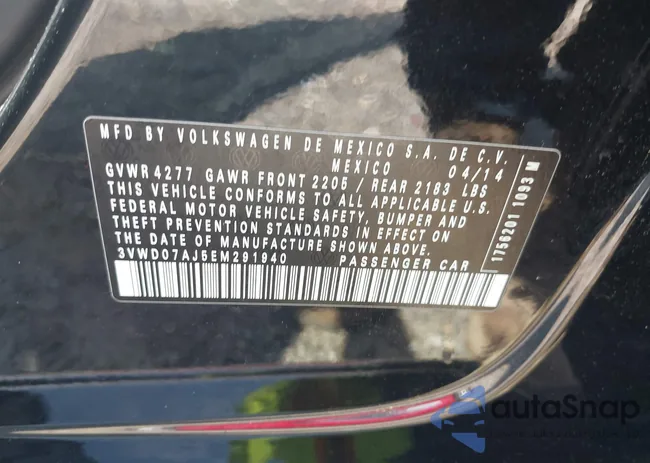 MFD BY VOLKSWAGEN DE MEXICO S.A. DE C.V.
MEXICO 04/14
GVWR 4277 GAWR FRONT 2205 / REAR 2183 LBS
THIS VEHICLE CONFORMS TO ALL APPLICABLE U.S.
FEDERAL MOTOR VEHICLE SAFETY, BUMPER AND
THEFT PREVENTION STANDARDS IN EFFECT ON
THE DATE OF MANUFACTURE SHOWN ABOVE.
3VWD07AJ5EM291940 PASSENGER CAR
1756201 1093 M
autoSnap